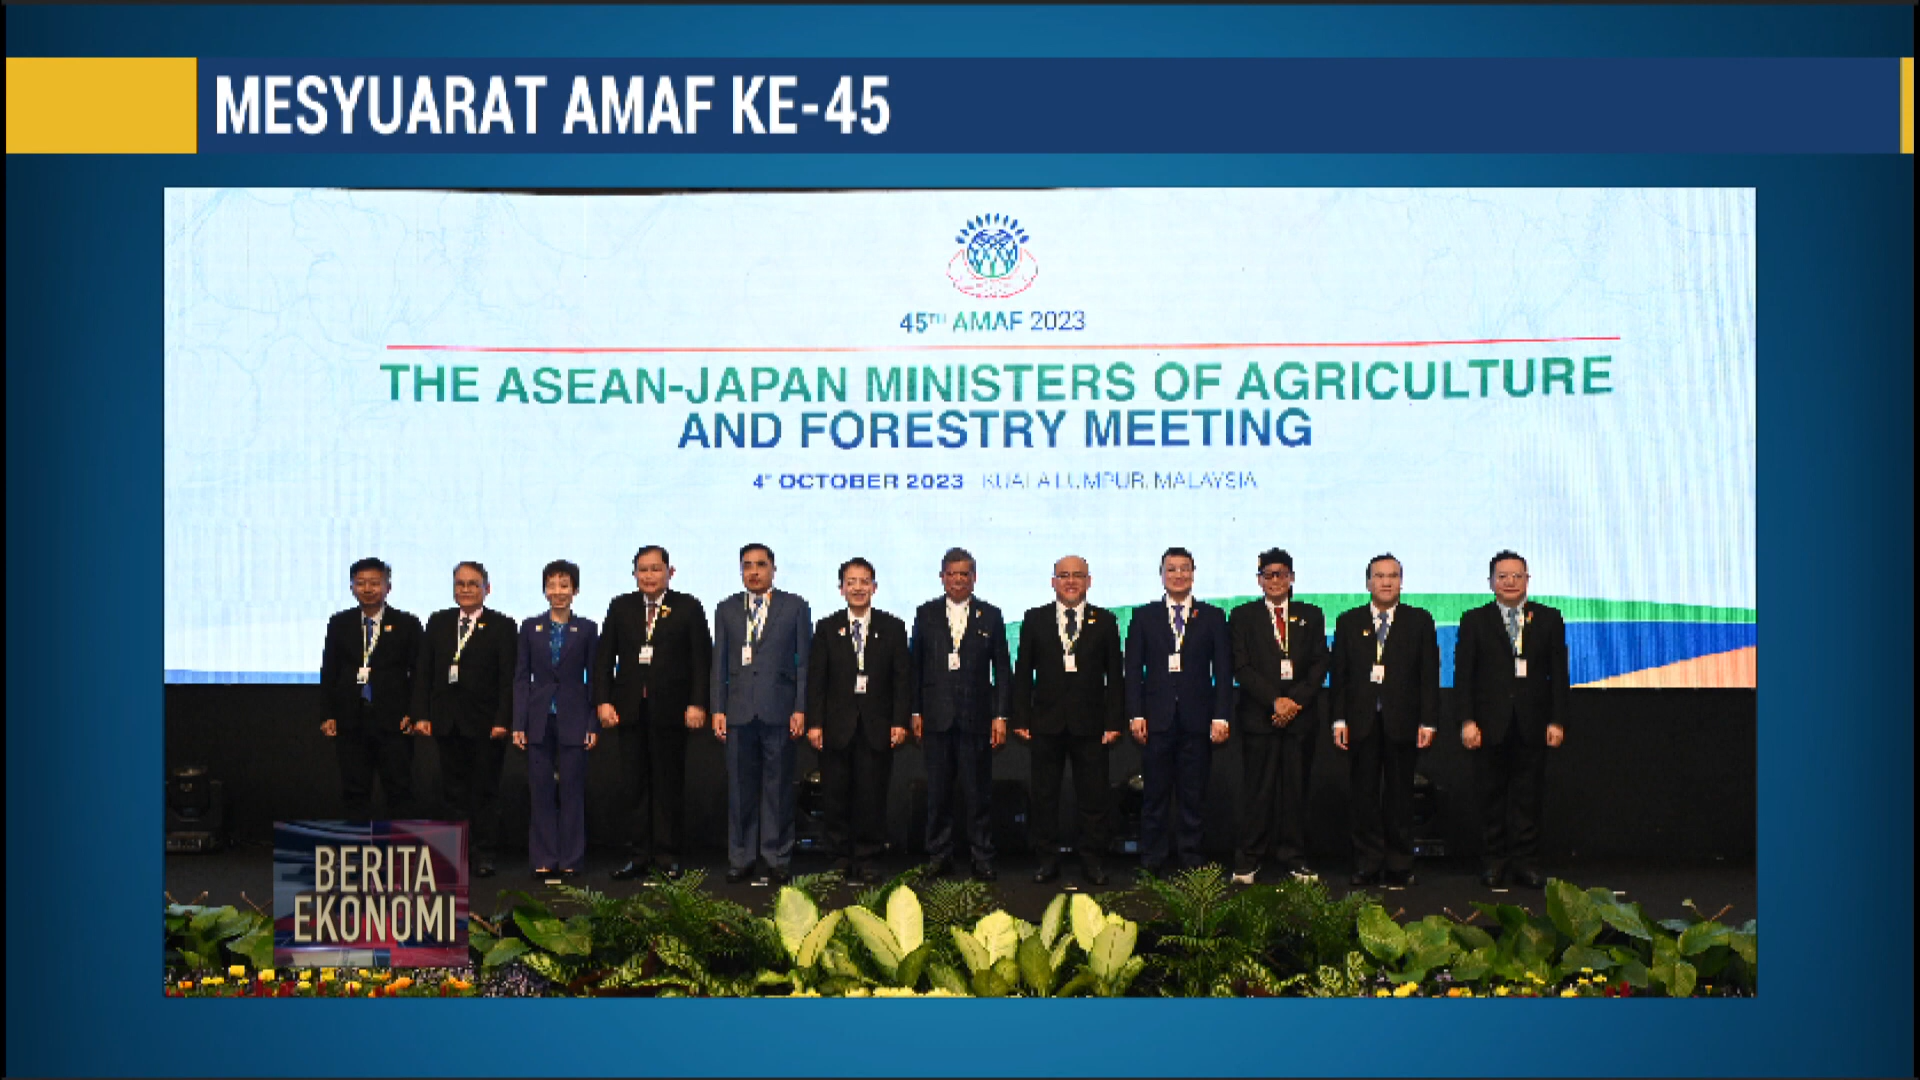 MESYUARAT AMAF KE-45
45TH AMAF 2023
THE ASEAN-JAPAN MINISTERS OF AGRICULTURE
AND FORESTRY MEETING
4TH OCTOBER 2023 KUALA LUMPUR, MALAYSIA
BERITA
EKONOMI